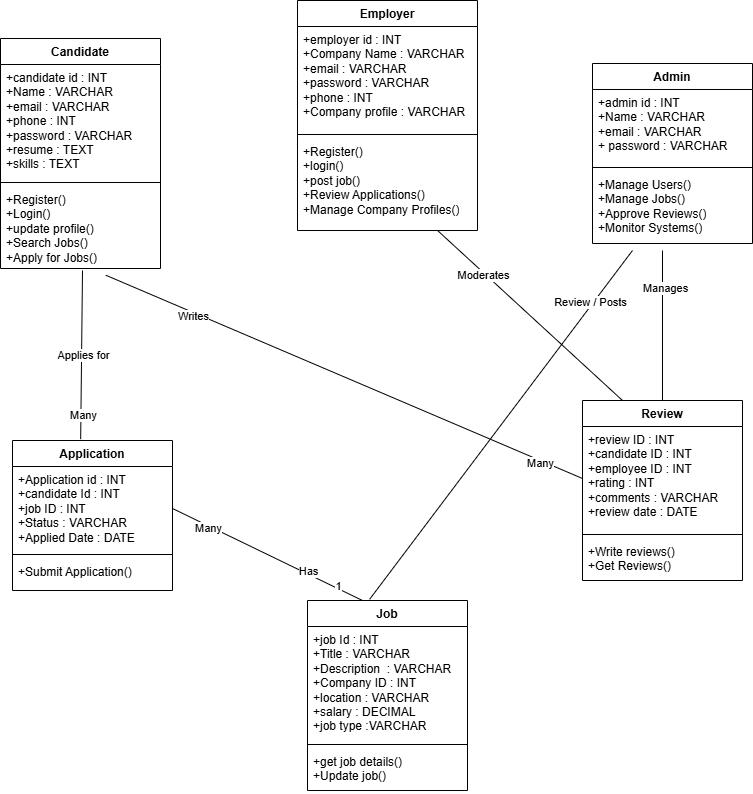 Employer
+employer id : INT
+Company Name : VARCHAR
+email : VARCHAR
+password : VARCHAR
+phone : INT
+Company profile : VARCHAR
+Register()
+login()
+post job()
+Review Applications()
+Manage Company Profiles()
Candidate
+candidate id : INT
+Name : VARCHAR
+email : VARCHAR
+phone : INT
+password : VARCHAR
+resume : TEXT
+skills : TEXT
+Register()
+Login()
+update profile()
+Search Jobs()
+Apply for Jobs()
Admin
+admin id : INT
+Name : VARCHAR
+email : VARCHAR
+ password : VARCHAR
+Manage Users()
+Manage Jobs()
+Approve Reviews()
+Monitor Systems()
Moderates
Review / Posts
Manages
Writes
Applies for
Many
Many
Application
+Application id : INT
+candidate Id : INT
+job ID : INT
+Status : VARCHAR
+Applied Date : DATE
+Submit Application()
Review
+review ID : INT
+candidate ID : INT
+employee ID : INT
+rating : INT
+comments : VARCHAR
+review date : DATE
+Write reviews()
+Get Reviews()
Many
Has
1
Job
+job Id : INT
+Title : VARCHAR
+Description  : VARCHAR
+Company ID : INT
+location : VARCHAR
+salary : DECIMAL
+job type :VARCHAR
+get job details()
+Update job()